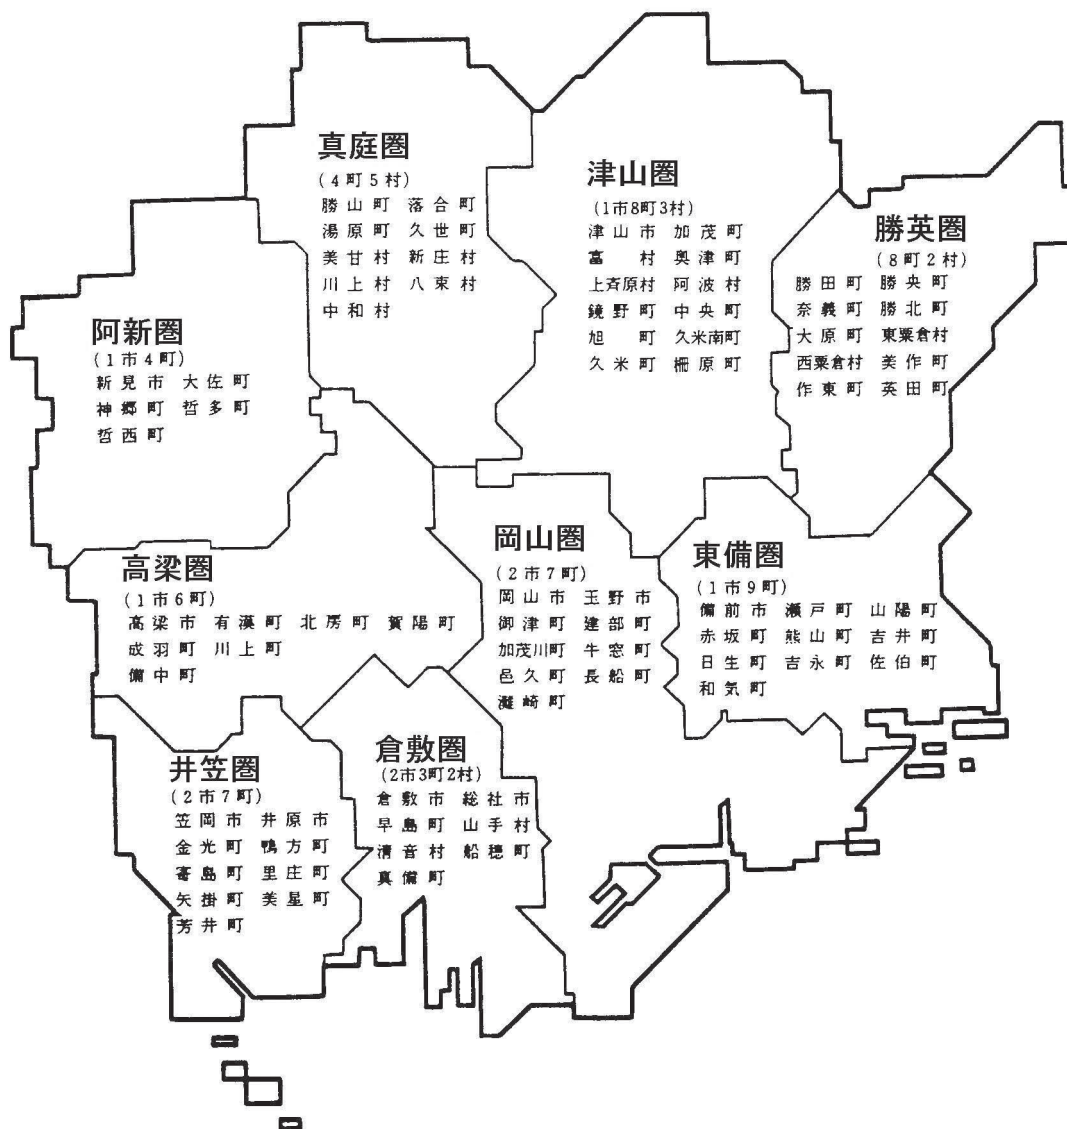 真庭圏
(4町5村)
勝山町 落合町
湯原町 久世町
美甘村 新庄村
川上村 八束村
中和村
津山圏
(1市8町3村)
津山市 加茂町
富村 奥津町
上斉原村 阿波村
鏡野町 中央町
旭町 久米南町
久米町 柵原町
勝英圏
(8町2村)
勝田町 勝央町
奈義町 勝北町
大原町 東粟倉村
西粟倉村 美作町
作東町 英田町
阿新圏
(1市4町)
新見市 大佐町
神郷町 哲多町
哲西町
高梁圏
(1市6町)
高梁市 有漢町 北房町 賀陽町
成羽町 川上町
備中町
岡山圏
(2市7町)
岡山市 玉野市
御津町 建部町
加茂川町 牛窓町
邑久町 長船町
灘崎町
東備圏
(1市9町)
備前市 瀬戸町 山陽町
赤坂町 熊山町 吉井町
日生町 吉永町 佐伯町
和気町
井笠圏
(2市7町)
笠岡市 井原市
金光町 鴨方町
寄島町 里庄町
矢掛町 美星町
芳井町
倉敷圏
(2市3町2村)
倉敷市 総社市
早島町 山手村
清音村 船穂町
真備町